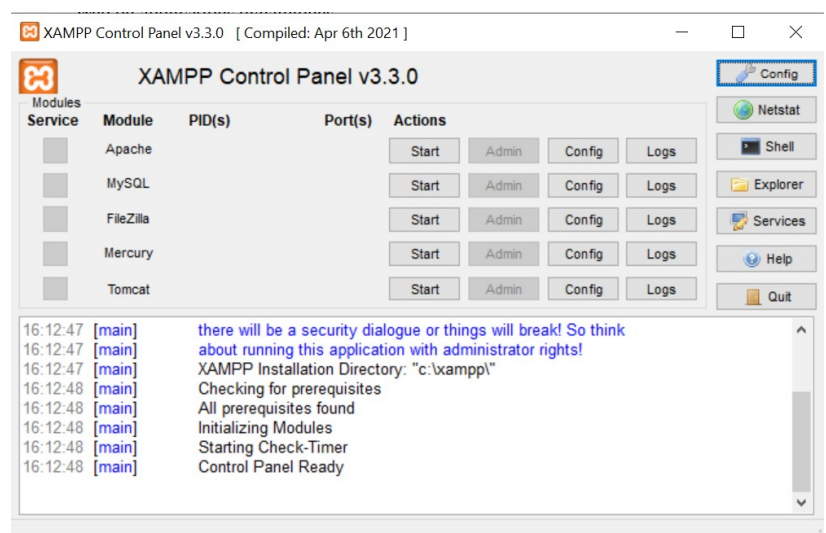 XAMPP Control Panel v3.3.0 [ Compiled: Apr 6th 2021 ]
XAMPP Control Panel v3.3.0
Config
Modules
Service Module PID(s) Port(s) Actions
Netstat
Apache Start Admin Config Logs
Shell
MySQL Start Admin Config Logs
Explorer
FileZilla Start Admin Config Logs
Services
Mercury Start Admin Config Logs
Help
Tomcat Start Admin Config Logs
Quit
16:12:47 [main] there will be a security dialogue or things will break! So think
16:12:47 [main] about running this application with administrator rights!
16:12:47 [main] XAMPP Installation Directory: "c:\xampp\"
16:12:48 [main] Checking for prerequisites
16:12:48 [main] All prerequisites found
16:12:48 [main] Initializing Modules
16:12:48 [main] Starting Check-Timer
16:12:48 [main] Control Panel Ready